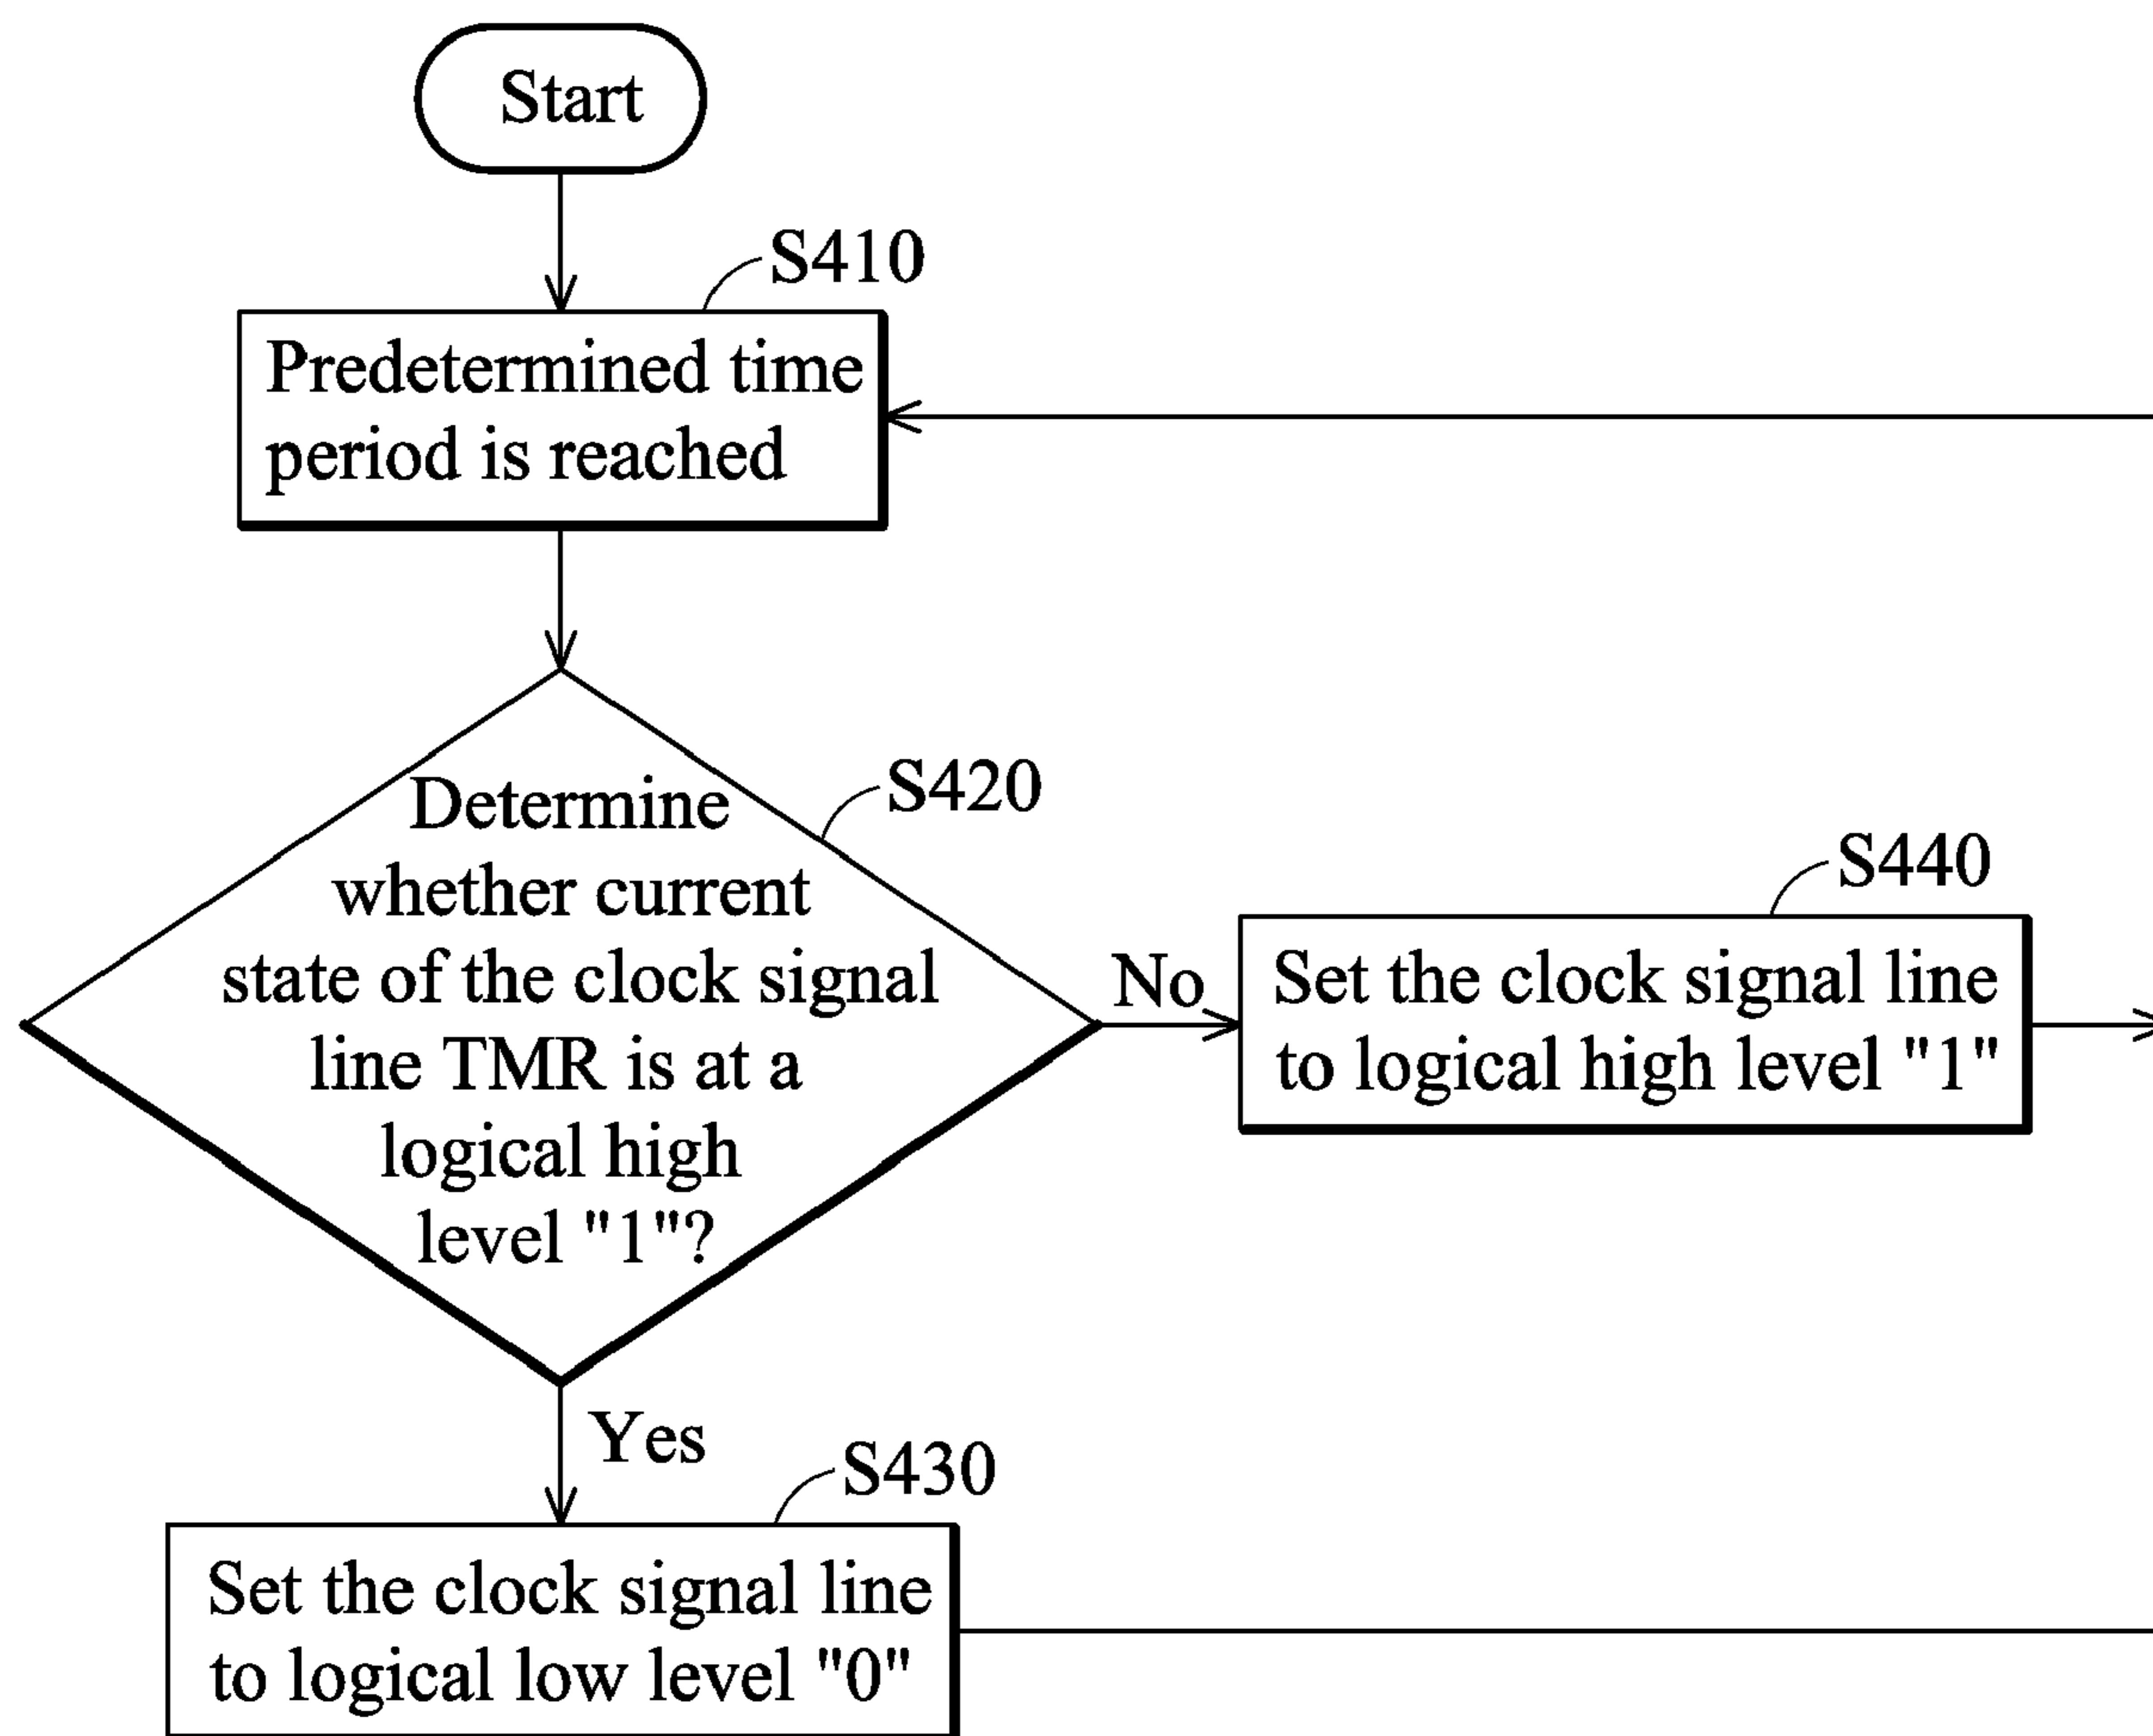 Start
S410
Predetermined time
period is reached
S420
Determine
whether current
state of the clock signal
line TMR is at a
logical high
level "1"?
No
S440
Set the clock signal line
to logical high level "1"
Yes
S430
Set the clock signal line
to logical low level "0"